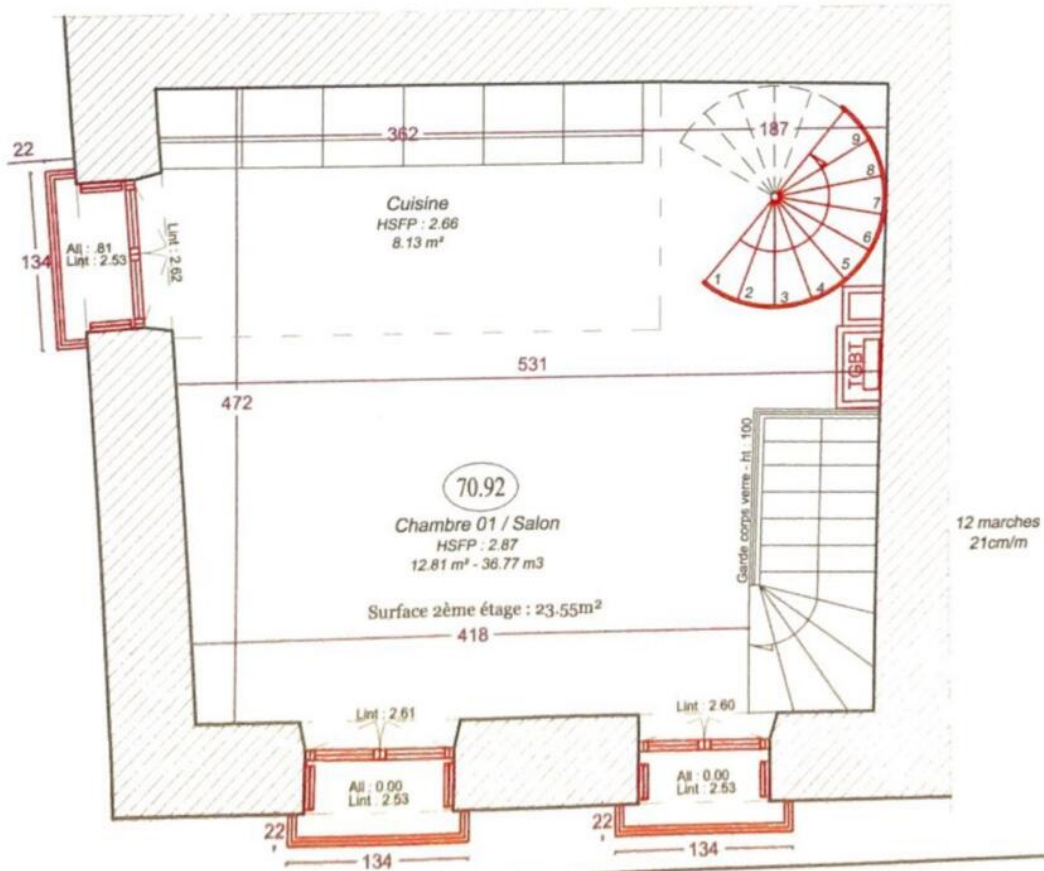 362
187
22
Cuisine
HSFP : 2.66
8.13 m²
9
8
7
6
5
4
3
2
1
All : .81
Lint : 2.53
134
Lint : 2.62
531
TGBT
472
Garde corps verre - ht : 100
70.92
Chambre 01 / Salon
HSFP : 2.87
12.81 m² - 36.77 m3
12 marches
21cm/m
Surface 2ème étage : 23.55m²
418
Lint : 2.61
Lint : 2.60
All : 0.00
Lint : 2.53
All : 0.00
Lint : 2.53
22
22
134
134